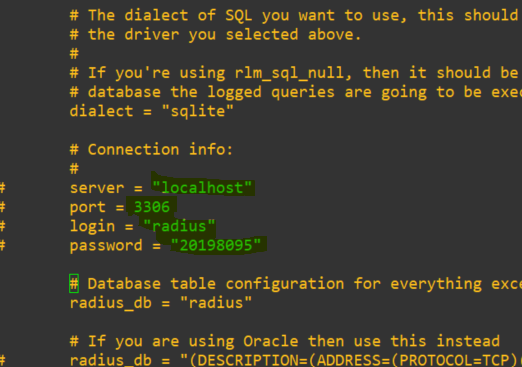 # The dialect of SQL you want to use, this should
# the driver you selected above.
#
# If you're using rlm_sql_null, then it should be
# database the logged queries are going to be exe
dialect = "sqlite"
# Connection info:
#
# server = "localhost"
# port = 3306
# login = "radius"
# password = "20198095"
# Database table configuration for everything exce
radius_db = "radius"
# If you are using Oracle then use this instead
# radius_db = "(DESCRIPTION=(ADDRESS=(PROTOCOL=TCP)(